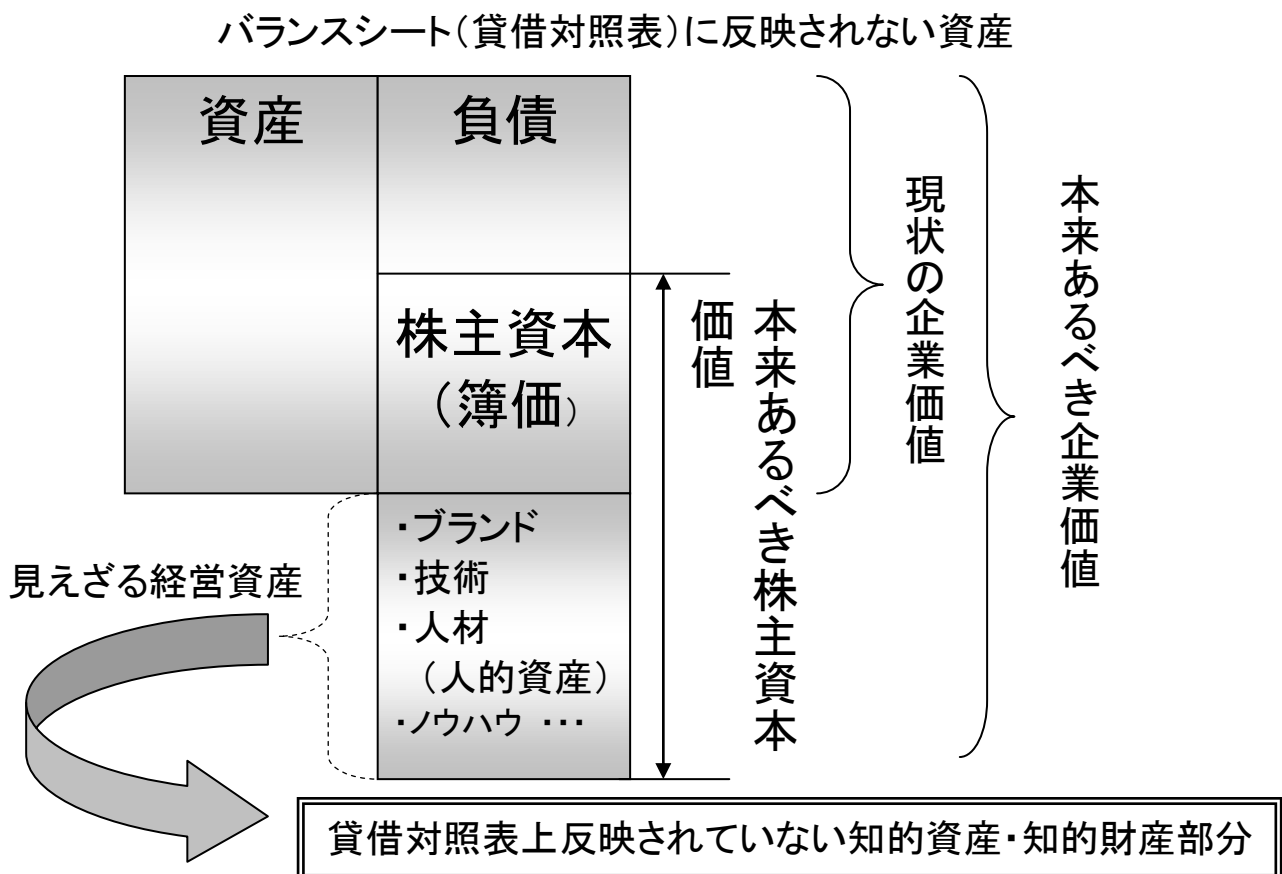 バランスシート(貸借対照表)に反映されない資産
資産
負債
株主資本
(簿価)
・ブランド
・技術
・人材
(人的資産)
・ノウハウ …
見えざる経営資産
本来あるべき株主資本
価値
現状の企業価値
本来あるべき企業価値
貸借対照表上反映されていない知的資産・知的財産部分